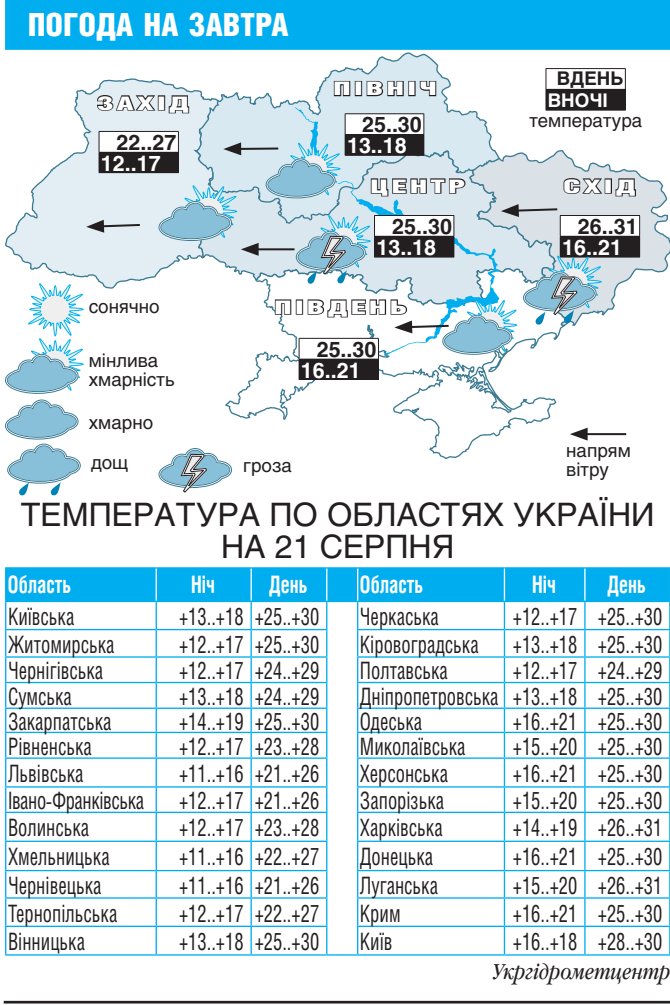 ПОГОДА НА ЗАВТРА
ЗАХІД
22..27
12..17
ПІВНІЧ
25..30
13..18
ВДЕНЬ
ВНОЧІ
температура
ЦЕНТР
25..30
13..18
СХІД
26..31
16..21
ПІВДЕНЬ
25..30
16..21
сонячно
мінлива
хмарність
хмарно
дощ
гроза
напрям
вітру
ТЕМПЕРАТУРА ПО ОБЛАСТЯХ УКРАЇНИ
НА 21 СЕРПНЯ
Область Ніч День Область Ніч День
Київська +13..+18 +25..+30 Черкаська +12..+17 +25..+30
Житомирська +12..+17 +25..+30 Кіровоградська +13..+18 +25..+30
Чернігівська +12..+17 +24..+29 Полтавська +12..+17 +24..+29
Сумська +13..+18 +24..+29 Дніпропетровська +13..+18 +25..+30
Закарпатська +14..+19 +25..+30 Одеська +16..+21 +25..+30
Рівненська +12..+17 +23..+28 Миколаївська +15..+20 +25..+30
Львівська +11..+16 +21..+26 Херсонська +16..+21 +25..+30
Івано-Франківська +12..+17 +21..+26 Запорізька +15..+20 +25..+30
Волинська +12..+17 +23..+28 Харківська +14..+19 +26..+31
Хмельницька +11..+16 +22..+27 Донецька +16..+21 +25..+30
Чернівецька +11..+16 +21..+26 Луганська +15..+20 +26..+31
Тернопільська +12..+17 +22..+27 Крим +16..+21 +25..+30
Вінницька +13..+18 +25..+30 Київ +16..+18 +28..+30
Укргідрометцентр